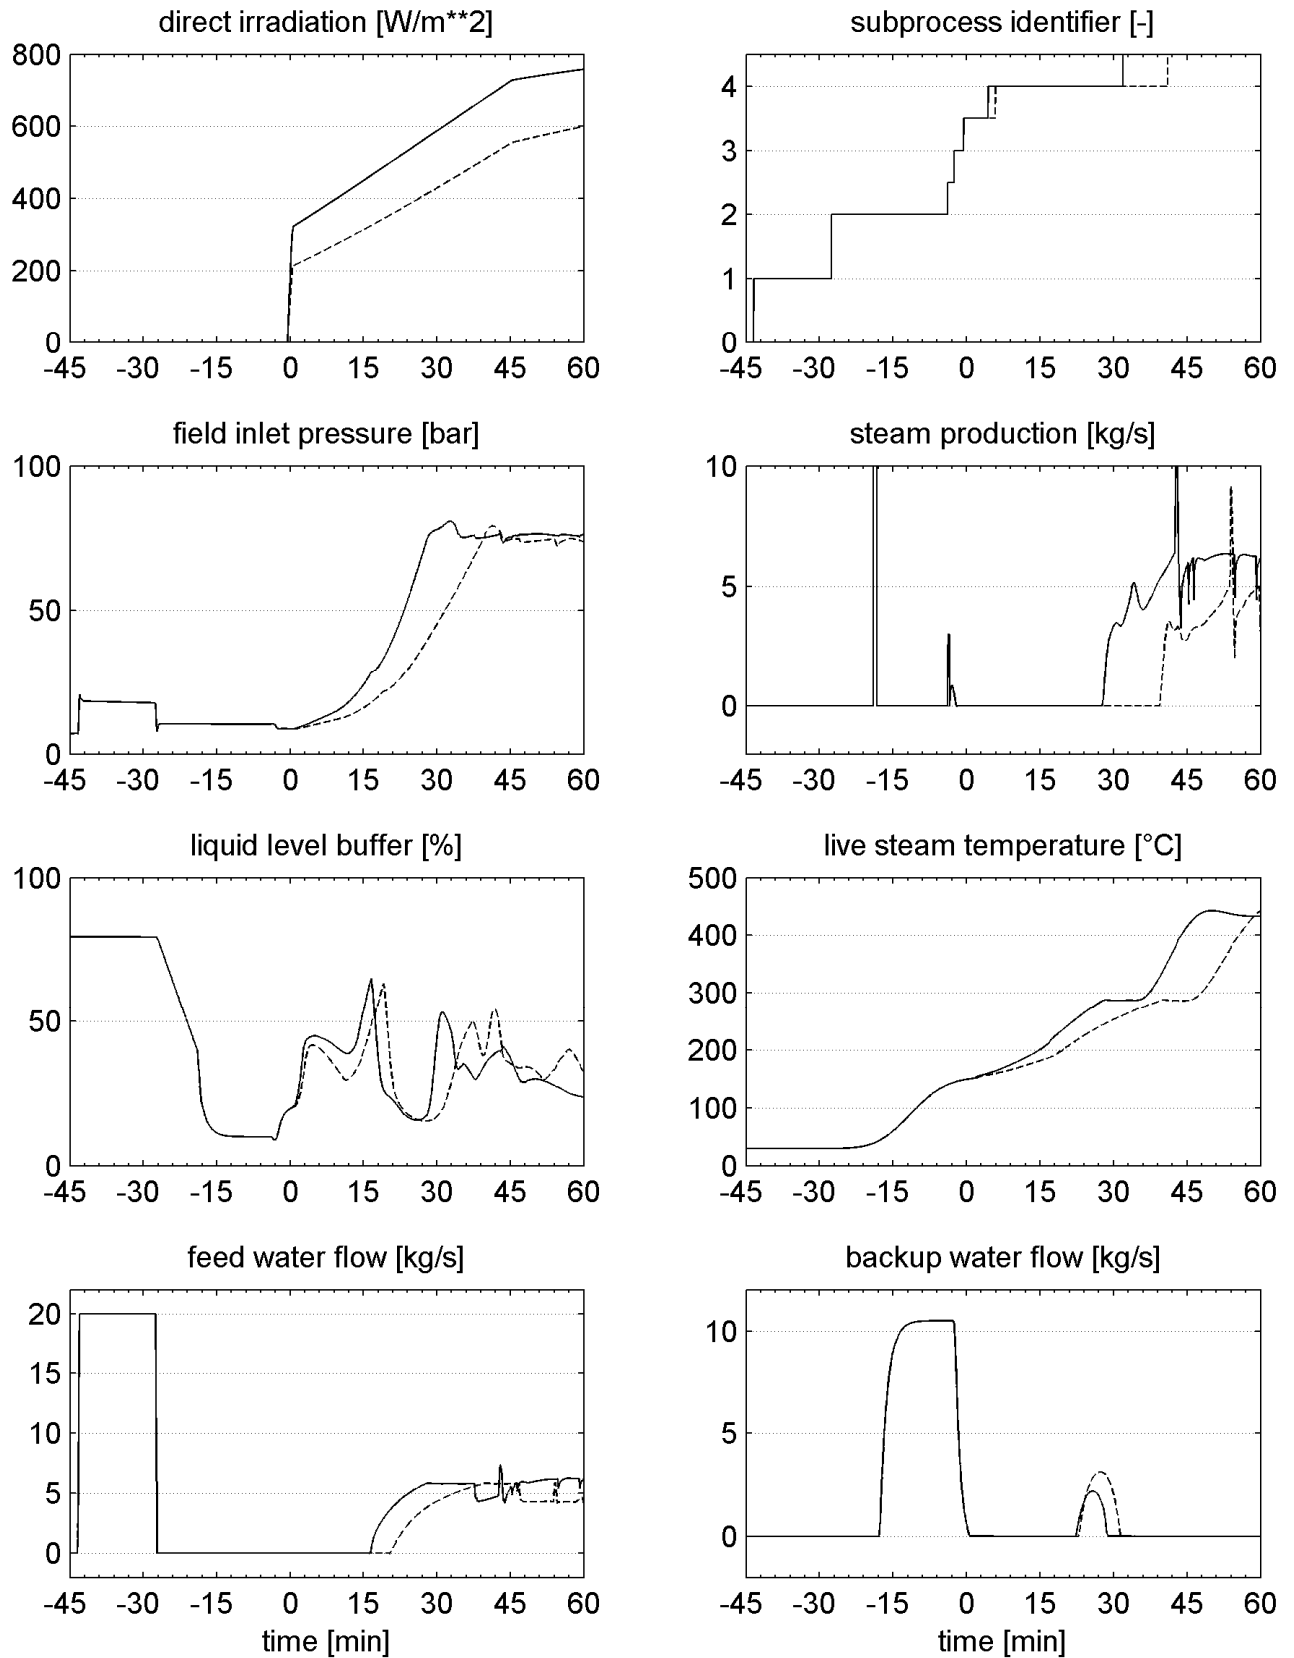 direct irradiation [W/m**2]
800
600
400
200
0
-45 -30 -15 0 15 30 45 60
subprocess identifier [-]
4
3
2
1
0
-45 -30 -15 0 15 30 45 60
field inlet pressure [bar]
100
50
0
-45 -30 -15 0 15 30 45 60
steam production [kg/s]
10
5
0
-45 -30 -15 0 15 30 45 60
liquid level buffer [%]
100
50
0
-45 -30 -15 0 15 30 45 60
live steam temperature [°C]
500
400
300
200
100
0
-45 -30 -15 0 15 30 45 60
feed water flow [kg/s]
20
15
10
5
0
-45 -30 -15 0 15 30 45 60
time [min]
backup water flow [kg/s]
10
5
0
-45 -30 -15 0 15 30 45 60
time [min]